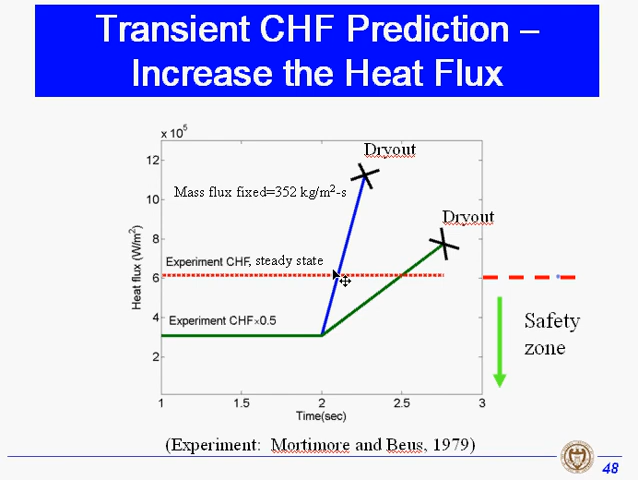 Transient CHF Prediction –
Increase the Heat Flux
x 10⁵
Dryout
12
Mass flux fixed=352 kg/m²-s
10
Dryout
8
Experiment CHF, steady state
6
Heat flux (W/m²)
4
Experiment CHF×0.5
Safety
zone
2
1 1.5 2 2.5 3
Time(sec)
(Experiment: Mortimore and Beus, 1979)
48